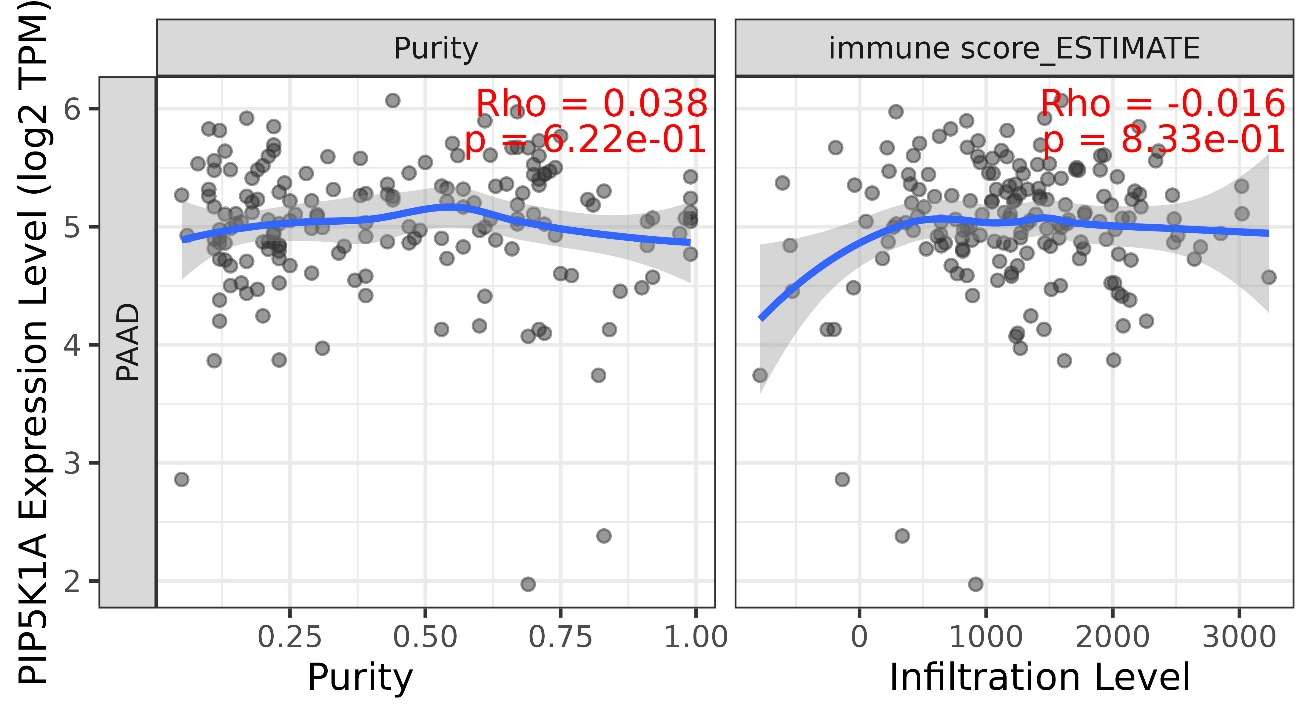 Purity
immune score_ESTIMATE
PIP5K1A Expression Level (log2 TPM)
PAAD
6
5
4
3
2
Rho = 0.038
p = 6.22e-01
Rho = -0.016
p = 8.33e-01
0.25 0.50 0.75 1.00
0 1000 2000 3000
Purity
Infiltration Level